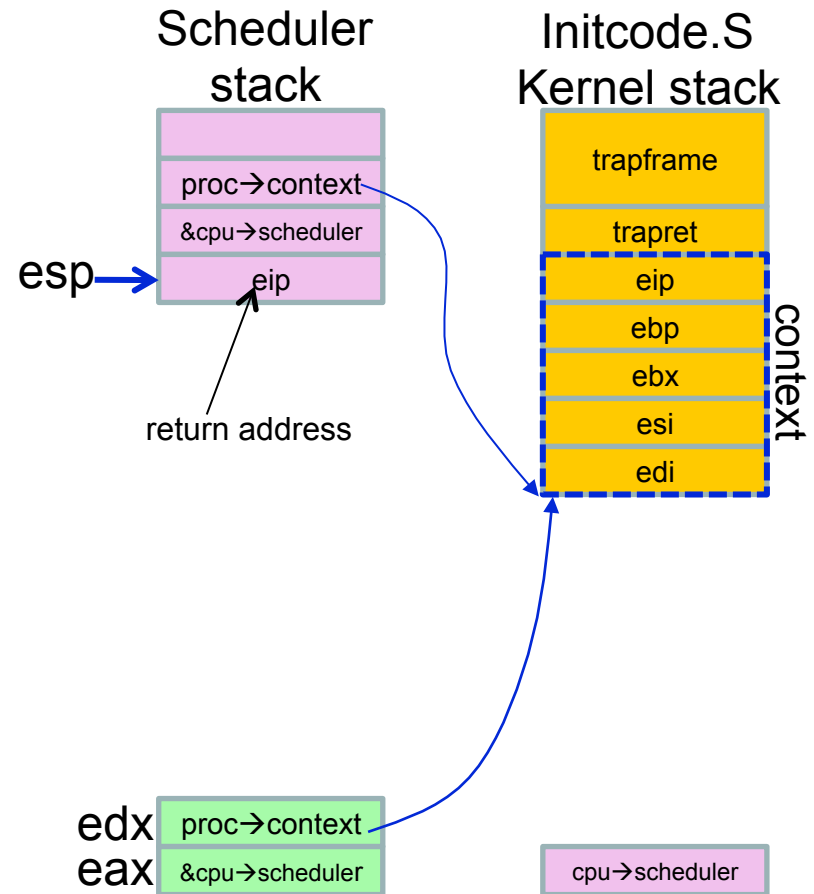 Scheduler
stack
Initcode.S
Kernel stack
proc→context
&cpu→scheduler
esp
eip
return address
trapframe
trapret
eip
ebp
ebx
esi
edi
context
edx
proc→context
eax
&cpu→scheduler
cpu→scheduler